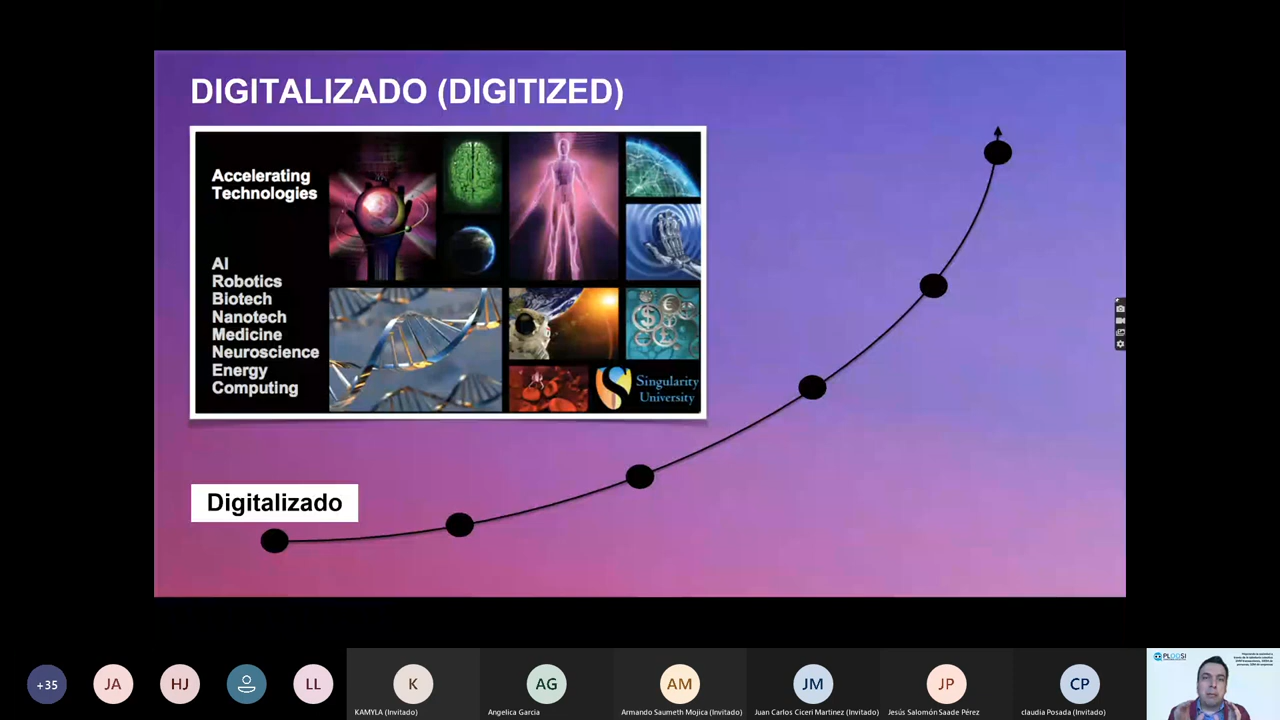 DIGITALIZADO (DIGITIZED)
Accelerating
Technologies
AI
Robotics
Biotech
Nanotech
Medicine
Neuroscience
Energy
Computing
Singularity
University
Digitalizado
+35
JA
HJ
LL
K
KAMYLA (Invitado)
AG
Angelica Garcia
AM
Armando Saumeth Mojica (Invitado)
JM
Juan Carlos Ciceri Martinez (Invitado)
JP
Jesús Salomón Saade Pérez
CP
claudia Posada (Invitado)